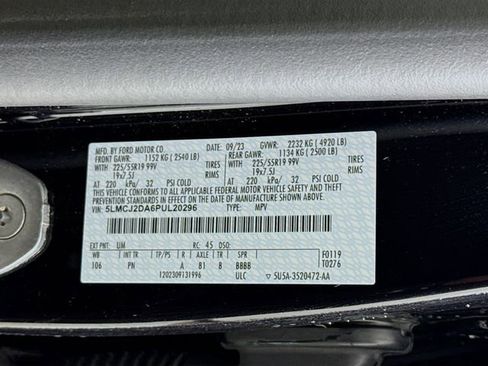 MFD. BY FORD MOTOR CO. DATE: 09/23 GVWR: 2232 KG ( 4920 LB)
FRONT GAWR: 1152 KG ( 2540 LB) REAR GAWR: 1134 KG ( 2500 LB)
225/55R19 99V TIRES 225/55R19 99V TIRES
19x7.5J RIMS 19x7.5J RIMS
AT 220 kPa/ 32 PSI COLD AT 220 kPa/ 32 PSI COLD
THIS VEHICLE CONFORMS TO ALL APPLICABLE FEDERAL MOTOR VEHICLE SAFETY AND THEFT
PREVENTION STANDARDS IN EFFECT ON THE DATE OF MANUFACTURE SHOWN ABOVE.
VIN: 5LMCJ2DA6PUL20296 TYPE: MPV
EXT PNT: UM RC: 45 DSO: F0119
WB INT TR TP/PS R AXLE TR SPR T0276
106 PN A B1 8 BBBB
1202309131996 ULC ▽ 5U5A-3520472-AA